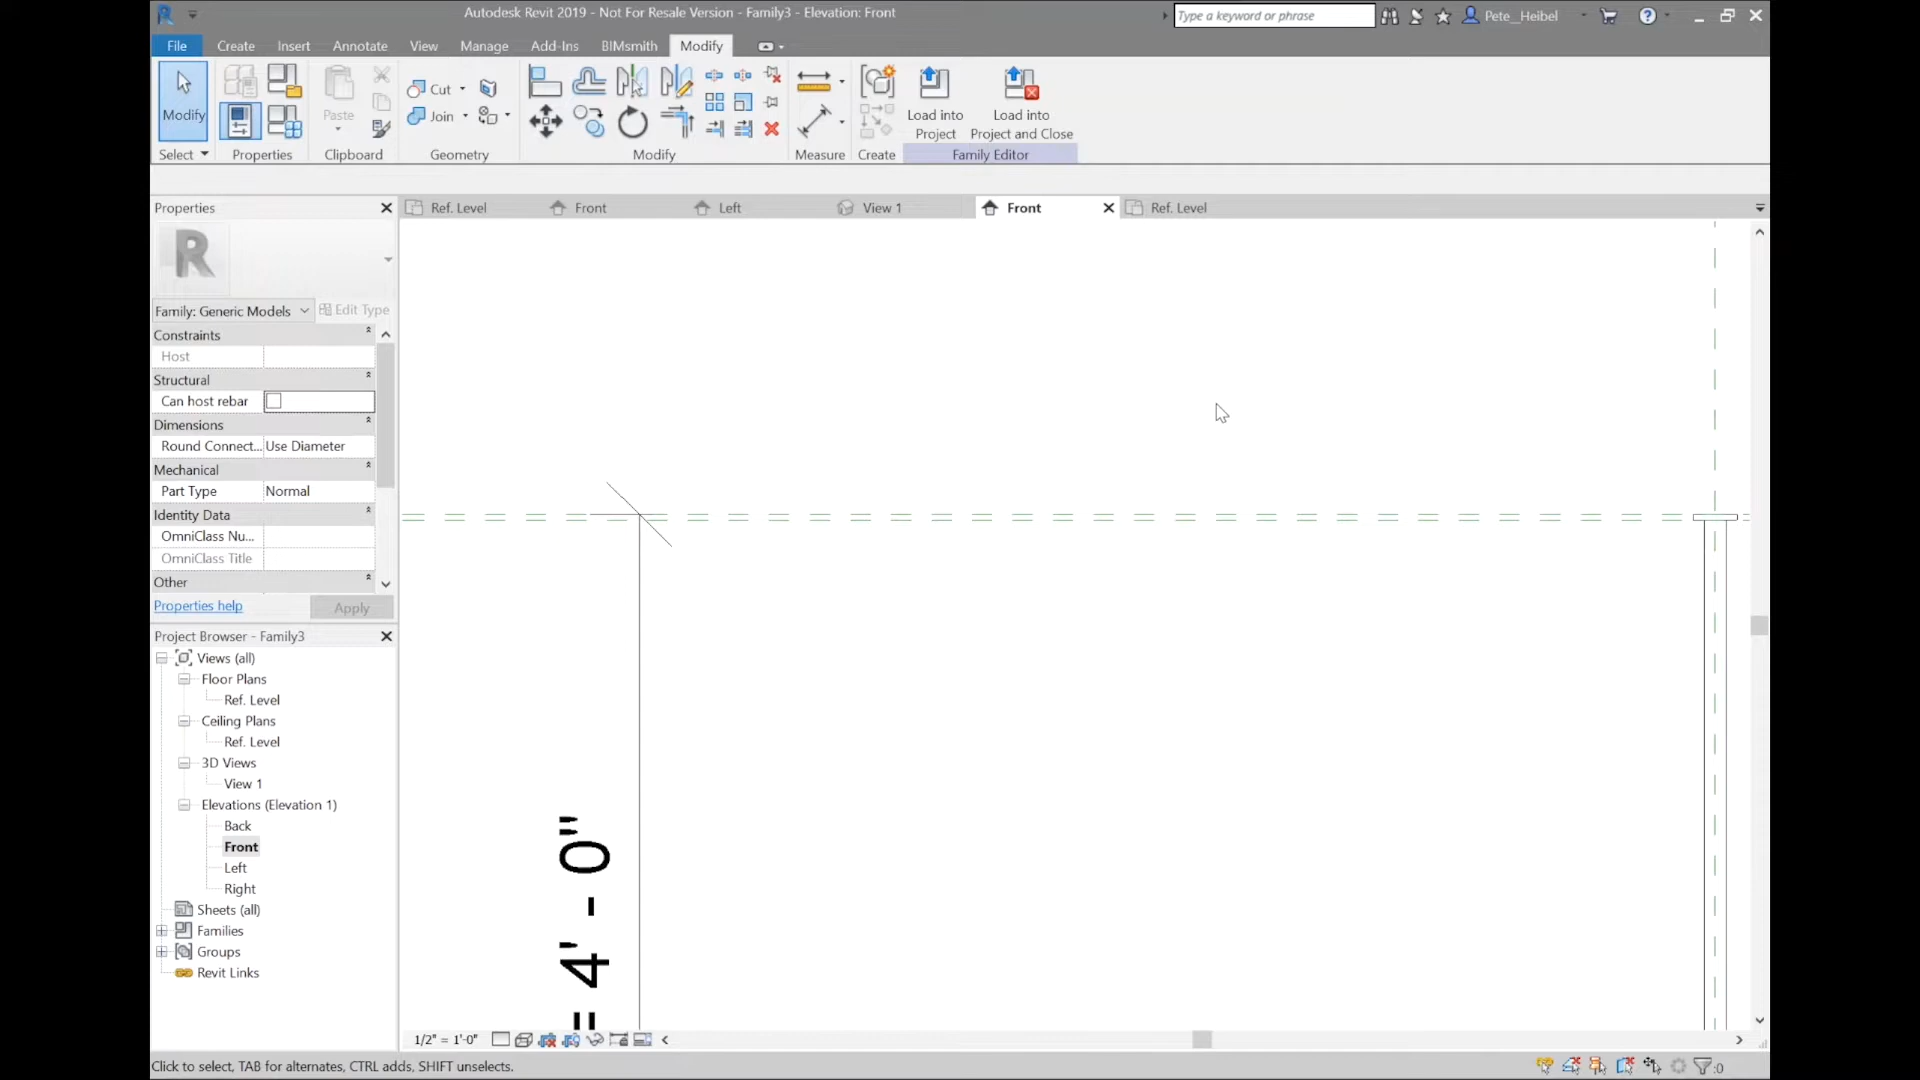 Autodesk Revit 2019 - Not For Resale Version - Family3 - Elevation: Front
Type a keyword or phrase
Pete_Heibel
File Create Insert Annotate View Manage Add-Ins BIMsmith Modify
Modify
Paste
Cut
Join
Load into Project
Load into Project and Close
Select Properties Clipboard Geometry Modify Measure Create Family Editor
Properties
Ref. Level Front Left View 1 Front Ref. Level
Family: Generic Models Edit Type
Constraints
Host
Structural
Can host rebar
Dimensions
Round Connect... Use Diameter
Mechanical
Part Type Normal
Identity Data
OmniClass Nu...
OmniClass Title
Other
Properties help Apply
Project Browser - Family3
Views (all)
Floor Plans
Ref. Level
Ceiling Plans
Ref. Level
3D Views
View 1
Elevations (Elevation 1)
Back
Front
Left
Right
Sheets (all)
Families
Groups
Revit Links
= 4' - 0"
1/2" = 1'-0"
Click to select, TAB for alternates, CTRL adds, SHIFT unselects.
:0